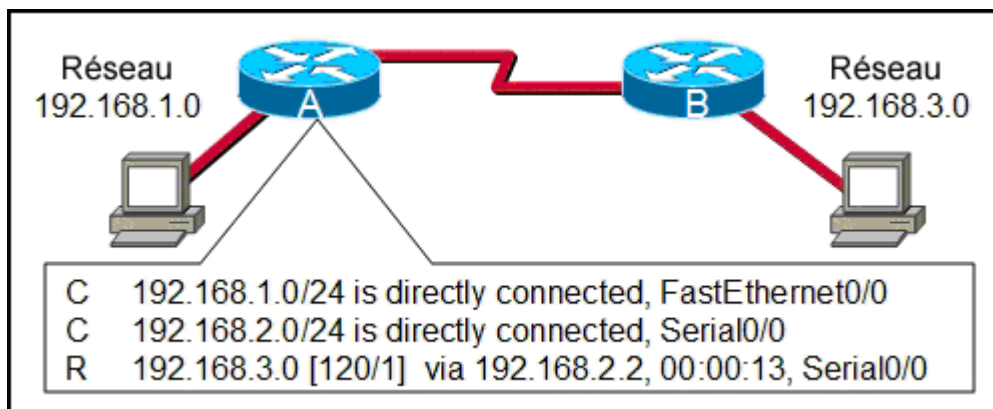 Réseau
192.168.1.0
A
B
Réseau
192.168.3.0
C 192.168.1.0/24 is directly connected, FastEthernet0/0
C 192.168.2.0/24 is directly connected, Serial0/0
R 192.168.3.0 [120/1] via 192.168.2.2, 00:00:13, Serial0/0